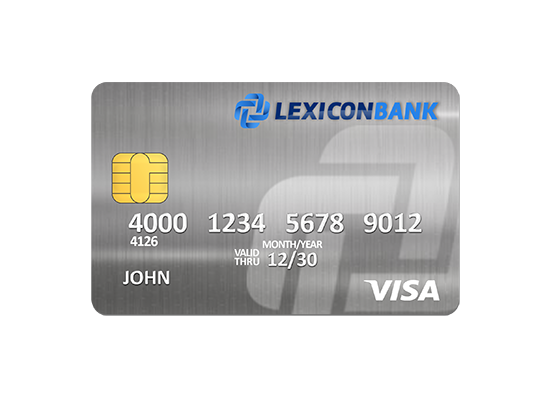 LEXICONBANK
4000 1234 5678 9012
4126
MONTH/YEAR
VALID THRU 12/30
JOHN
VISA